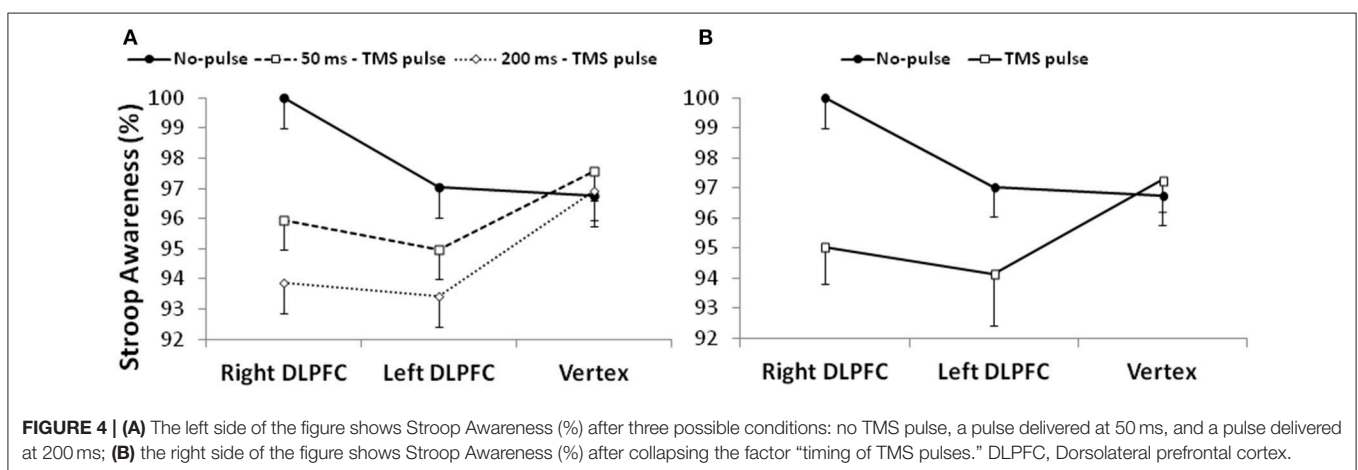 A
No-pulse 50 ms - TMS pulse 200 ms - TMS pulse
Stroop Awareness (%)
100
99
98
97
96
95
94
93
92
Right DLPFC Left DLPFC Vertex
B
No-pulse TMS pulse
100
99
98
97
96
95
94
93
92
Right DLPFC Left DLPFC Vertex
FIGURE 4 | (A) The left side of the figure shows Stroop Awareness (%) after three possible conditions: no TMS pulse, a pulse delivered at 50 ms, and a pulse delivered
at 200 ms; (B) the right side of the figure shows Stroop Awareness (%) after collapsing the factor “timing of TMS pulses.” DLPFC, Dorsolateral prefrontal cortex.